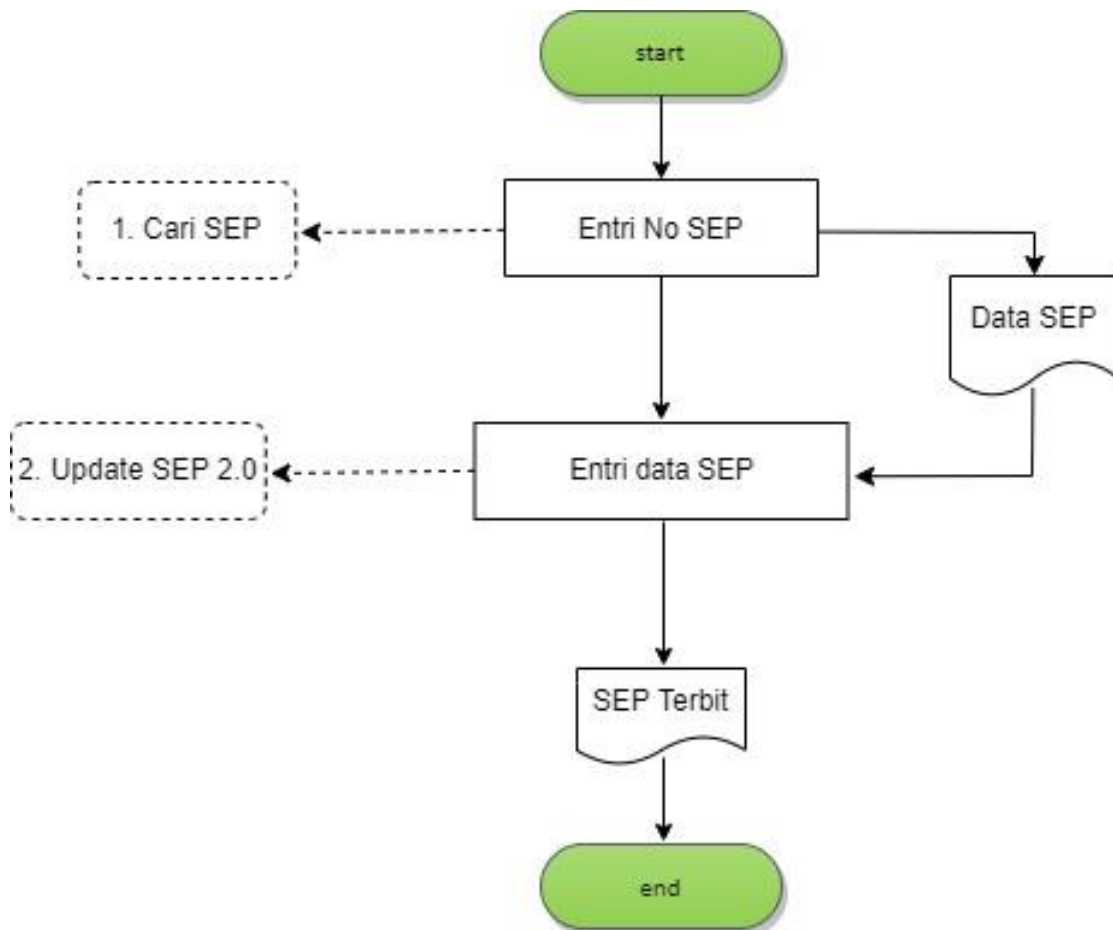 start
1. Cari SEP
Entri No SEP
Data SEP
2. Update SEP 2.0
Entri data SEP
SEP Terbit
end